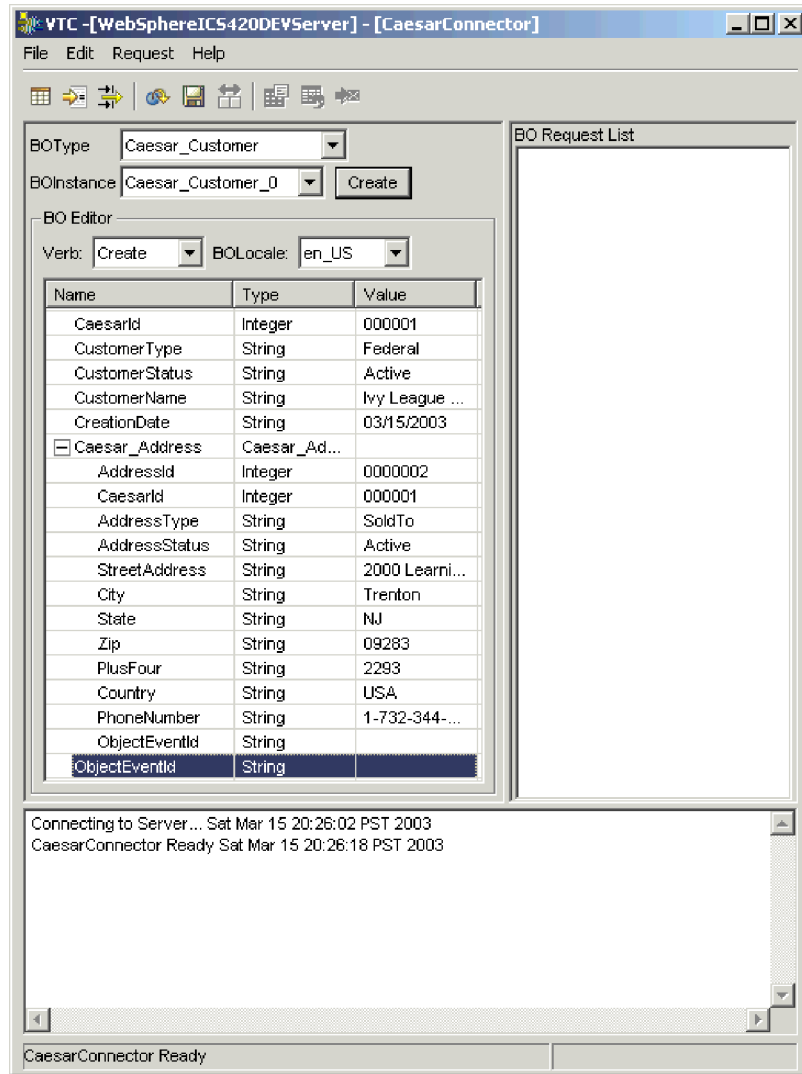 VTC -[WebSphereICS420DEVServer] - [CaesarConnector]
File Edit Request Help
BOType Caesar_Customer
BOInstance Caesar_Customer_0 Create
BO Editor
Verb: Create BOLocale: en_US
Name Type Value
CaesarId Integer 000001
CustomerType String Federal
CustomerStatus String Active
CustomerName String Ivy League ...
CreationDate String 03/15/2003
Caesar_Address Caesar_Ad...
AddressId Integer 0000002
CaesarId Integer 000001
AddressType String SoldTo
AddressStatus String Active
StreetAddress String 2000 Learni...
City String Trenton
State String NJ
Zip String 09283
PlusFour String 2293
Country String USA
PhoneNumber String 1-732-344-...
ObjectEventId String
ObjectEventId String
BO Request List
Connecting to Server... Sat Mar 15 20:26:02 PST 2003
CaesarConnector Ready Sat Mar 15 20:26:18 PST 2003
CaesarConnector Ready